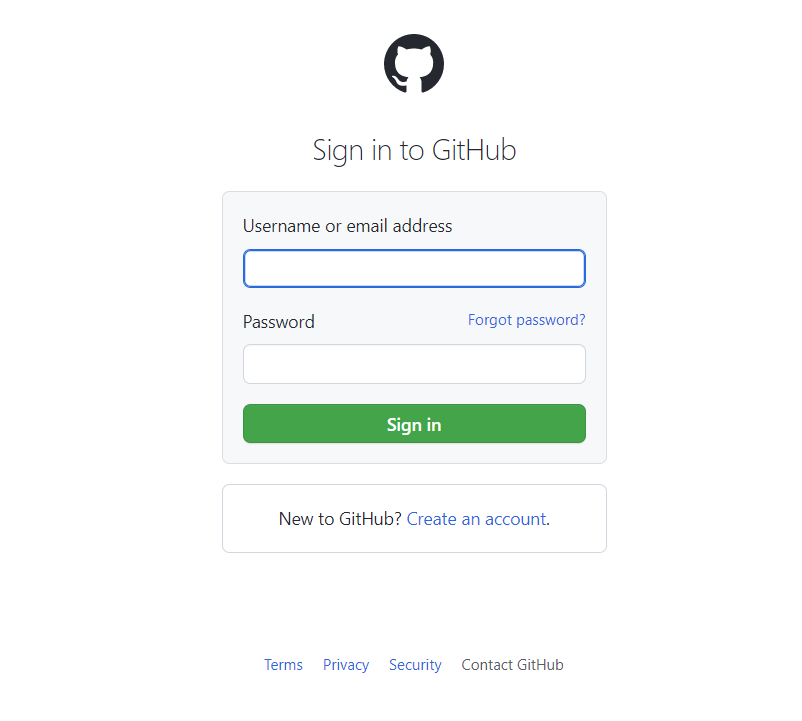 Sign in to GitHub
Username or email address
Password Forgot password?
Sign in
New to GitHub? Create an account.
Terms Privacy Security Contact GitHub